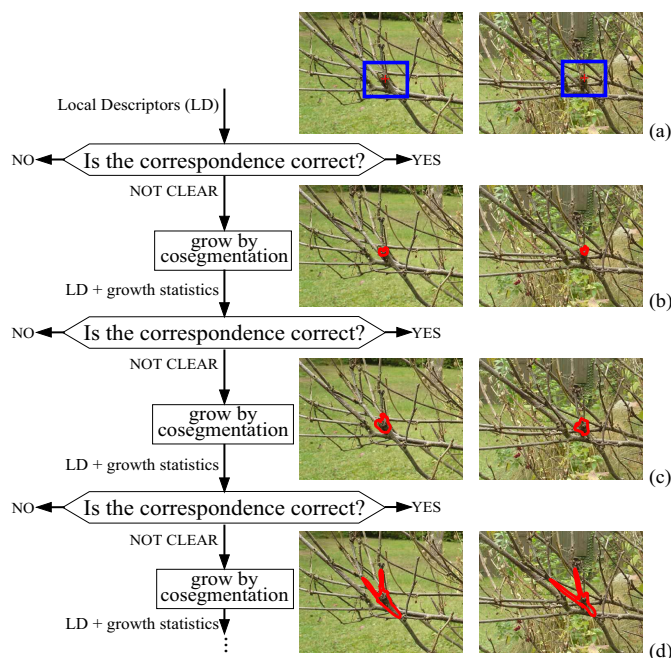 Local Descriptors (LD)
(a)
NO
Is the correspondence correct?
YES
NOT CLEAR
grow by
cosegmentation
(b)
LD + growth statistics
NO
Is the correspondence correct?
YES
NOT CLEAR
grow by
cosegmentation
LD + growth statistics
(c)
NO
Is the correspondence correct?
YES
NOT CLEAR
grow by
cosegmentation
LD + growth statistics
(d)